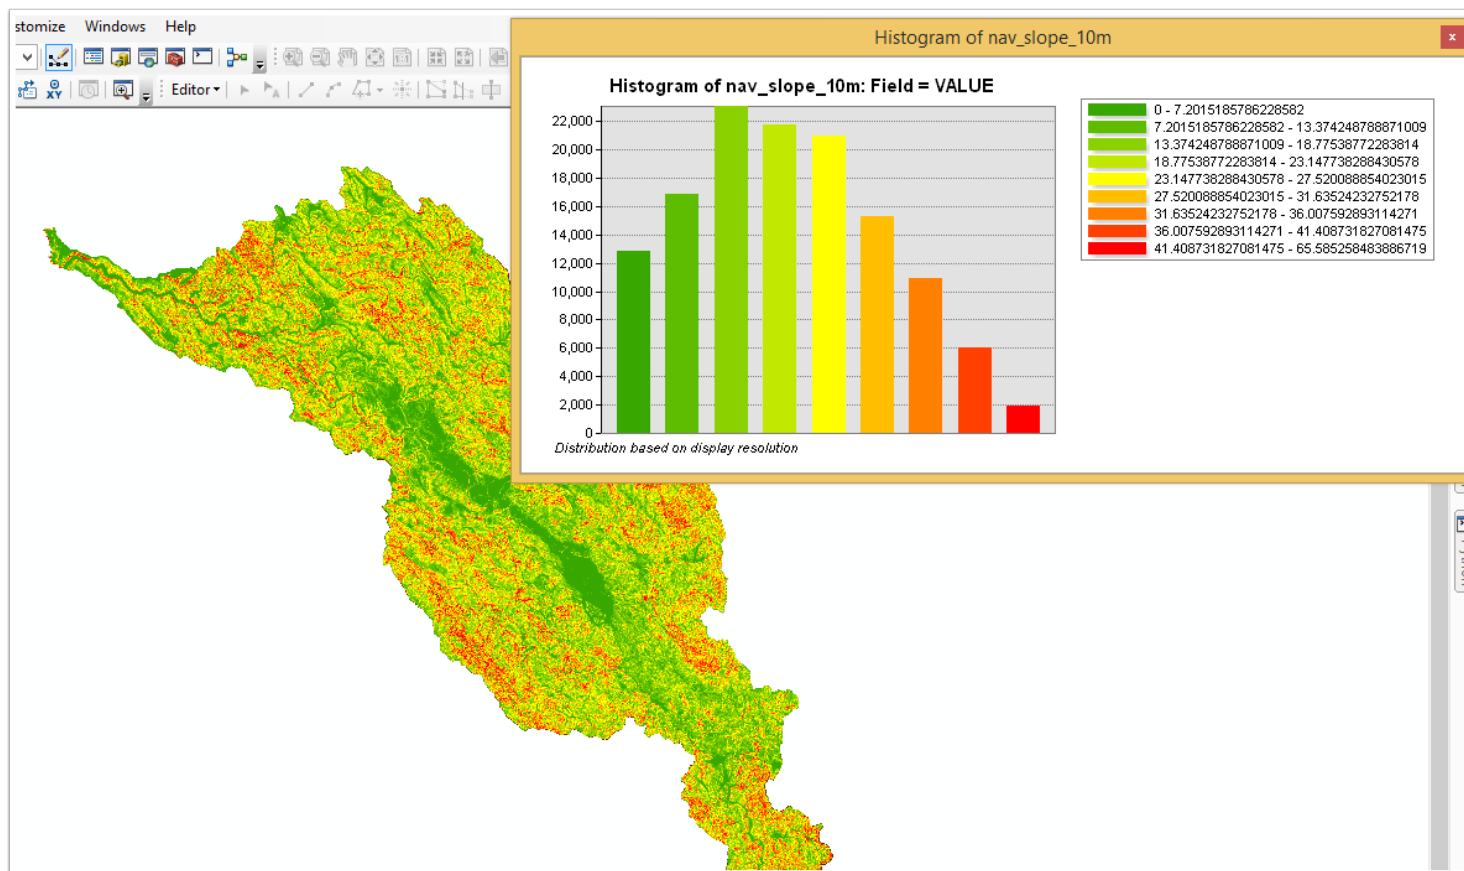 stomize Windows Help
Histogram of nav_slope_10m
x
Editor
Histogram of nav_slope_10m: Field = VALUE
22,000
20,000
18,000
16,000
14,000
12,000
10,000
8,000
6,000
4,000
2,000
0
Distribution based on display resolution
0 - 7.2015185786228582
7.2015185786228582 - 13.374248788871009
13.374248788871009 - 18.77538772283814
18.77538772283814 - 23.147738288430578
23.147738288430578 - 27.520088854023015
27.520088854023015 - 31.63524232752178
31.63524232752178 - 36.007592893114271
36.007592893114271 - 41.408731827081475
41.408731827081475 - 65.585258483886719
XY